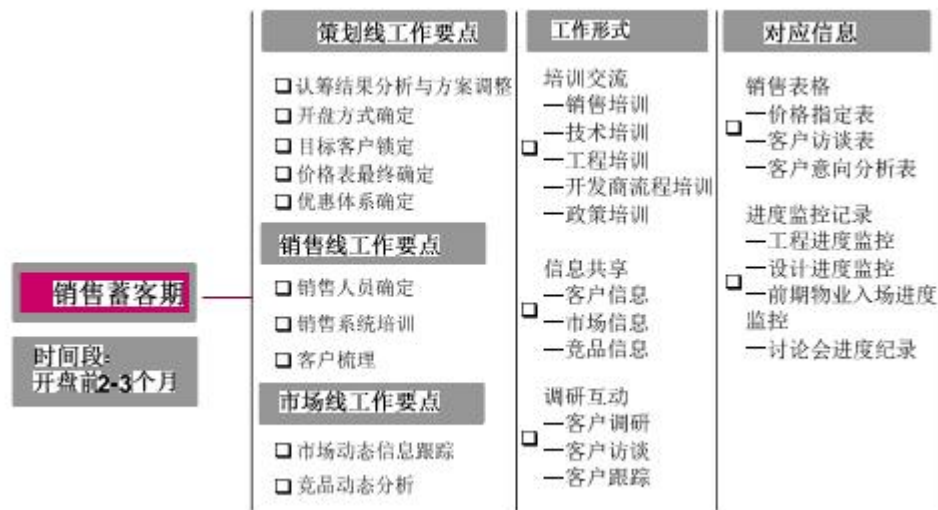 销售蓄客期
时间段:
开盘前2-3个月
策划线工作要点
认筹结果分析与方案调整
开盘方式确定
目标客户锁定
价格表最终确定
优惠体系确定
销售线工作要点
销售人员确定
销售系统培训
客户梳理
市场线工作要点
市场动态信息跟踪
竞品动态分析
工作形式
培训交流
—销售培训
—技术培训
—工程培训
—开发商流程培训
—政策培训
信息共享
—客户信息
—市场信息
—竞品信息
调研互动
—客户调研
—客户访谈
—客户跟踪
对应信息
销售表格
—价格指定表
—客户访谈表
—客户意向分析表
进度监控记录
—工程进度监控
—设计进度监控
—前期物业入场进度
监控
—讨论会进度纪录